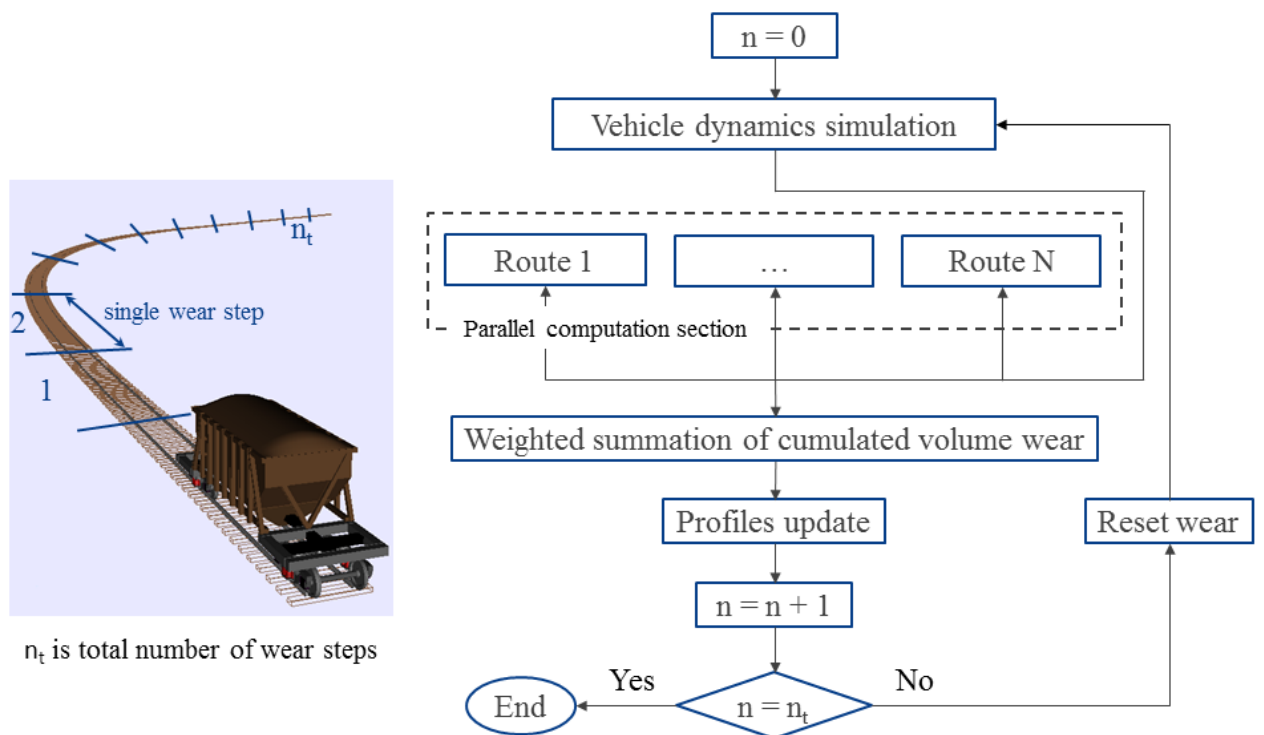 n = 0
Vehicle dynamics simulation
Route 1
…
Route N
Parallel computation section
Weighted summation of cumulated volume wear
Profiles update
Reset wear
n = n + 1
Yes
No
End
n = nₜ
nₜ
2
single wear step
1
nₜ is total number of wear steps